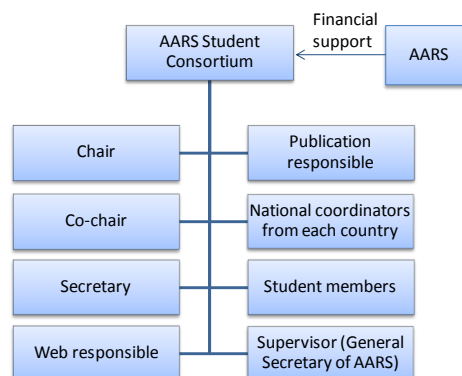 Financial
support
AARS Student
Consortium
AARS
Chair
Publication
responsible
Co-chair
National coordinators
from each country
Secretary
Student members
Web responsible
Supervisor (General
Secretary of AARS)